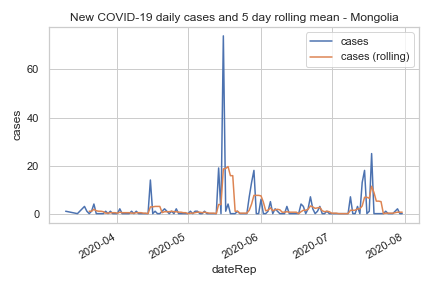 New COVID-19 daily cases and 5 day rolling mean - Mongolia
cases
cases (rolling)
60
40
20
0
cases
2020-04
2020-05
2020-06
2020-07
2020-08
dateRep